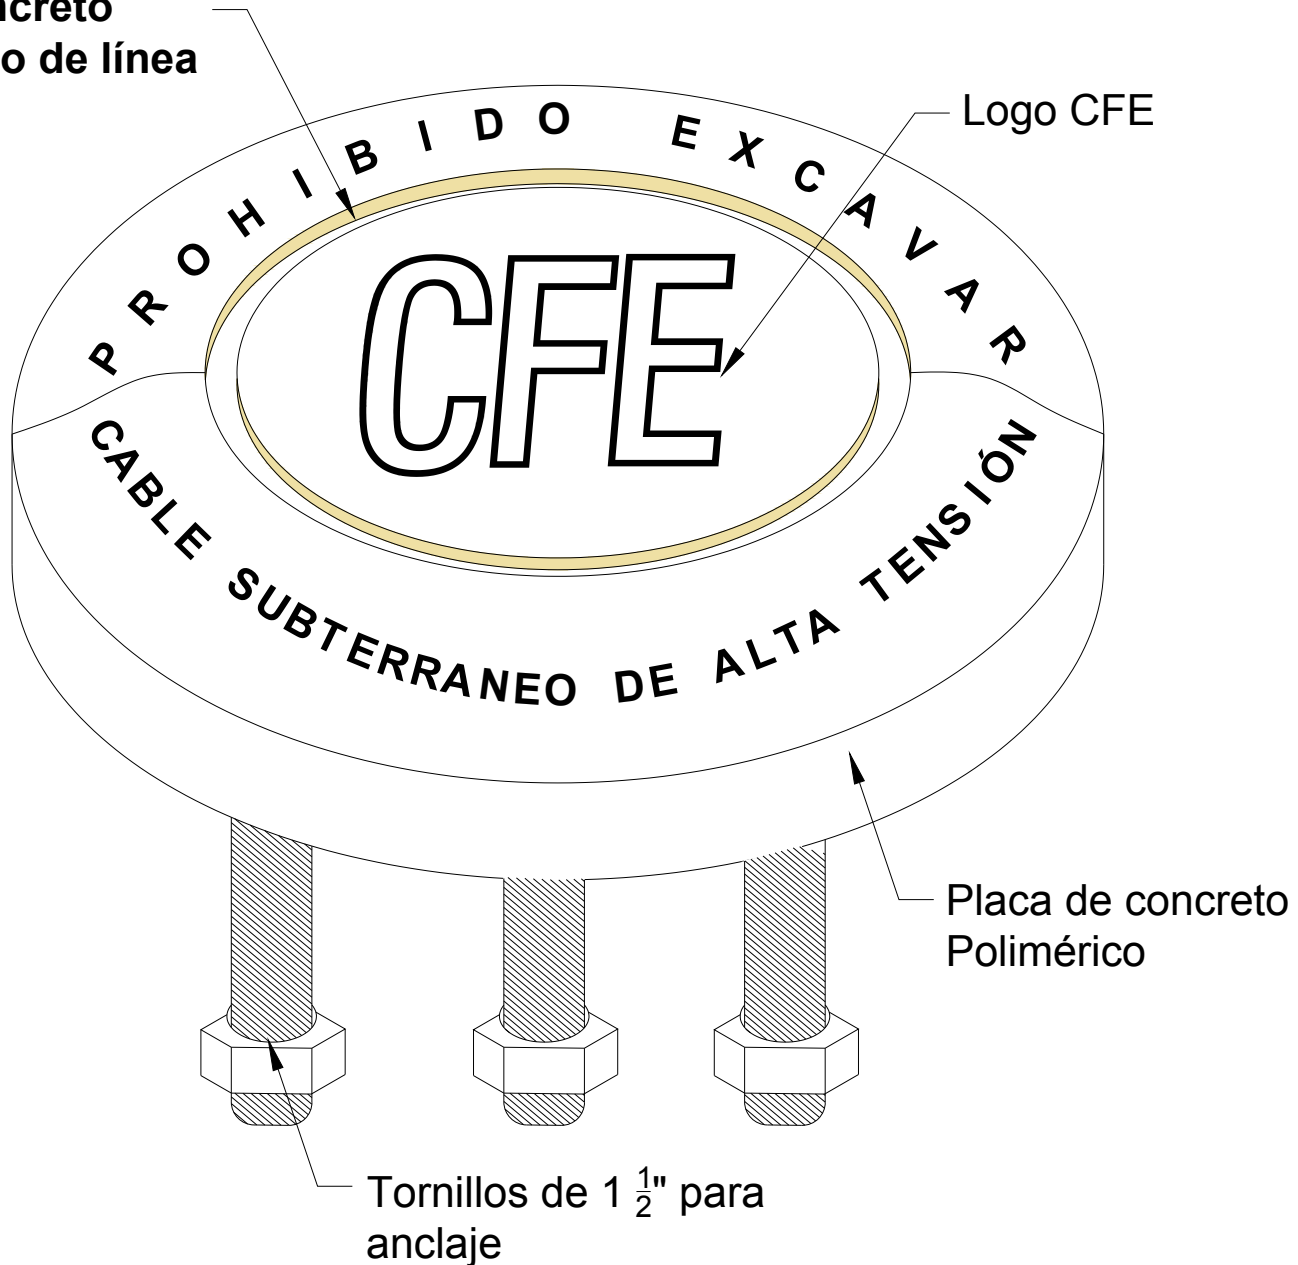 o de línea
Logo CFE
PROHIBIDO EXCAVAR
CFE
CABLE SUBTERRANEO DE ALTA TENSIÓN
Placa de concreto
Polimérico
Tornillos de 1 1/2" para
anclaje